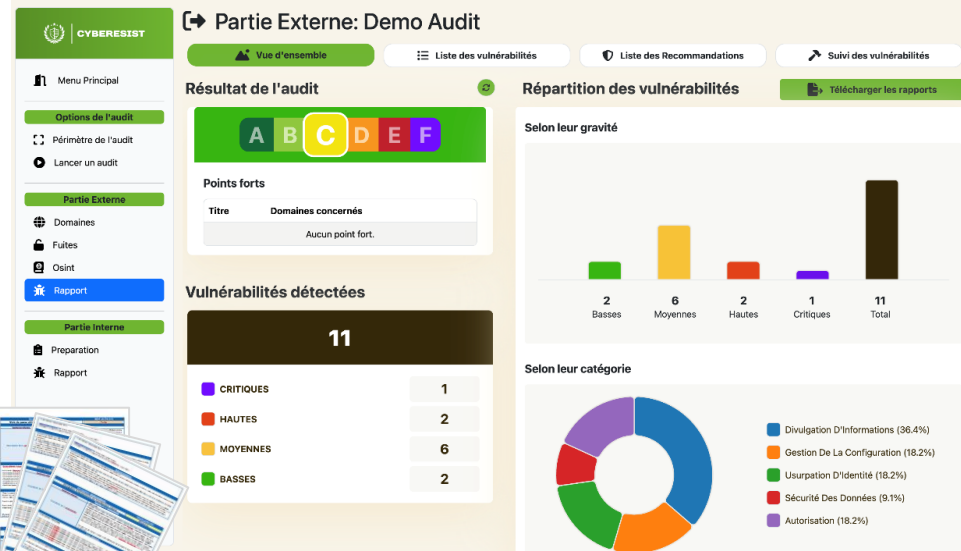 CYBERESIST
Menu Principal
Options de l'audit
Périmètre de l'audit
Lancer un audit
Partie Externe
Domaines
Fuites
Osint
Rapport
Partie Interne
Preparation
Rapport
Partie Externe: Demo Audit
Vue d'ensemble
Liste des vulnérabilités
Liste des Recommandations
Suivi des vulnérabilités
Résultat de l'audit
A B C D E F
Points forts
Titre Domaines concernés
Aucun point fort.
Vulnérabilités détectées
11
CRITIQUES 1
HAUTES 2
MOYENNES 6
BASSES 2
Répartition des vulnérabilités
Télécharger les rapports
Selon leur gravité
2 6 2 1 11
Basses Moyennes Hautes Critiques Total
Selon leur catégorie
Divulgation D'Informations (36.4%)
Gestion De La Configuration (18.2%)
Usurpation D'Identité (18.2%)
Sécurité Des Données (9.1%)
Autorisation (18.2%)